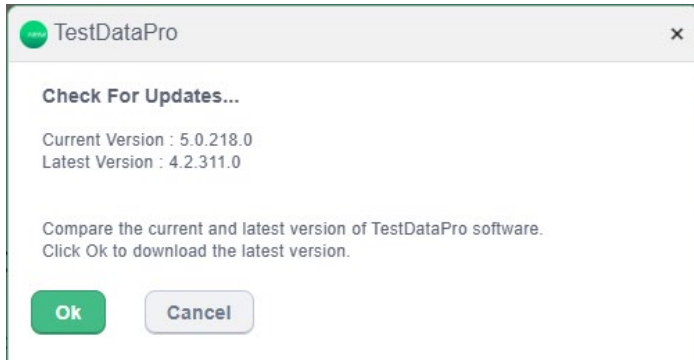 TestDataPro
Check For Updates...
Current Version : 5.0.218.0
Latest Version : 4.2.311.0
Compare the current and latest version of TestDataPro software.
Click Ok to download the latest version.
Ok Cancel